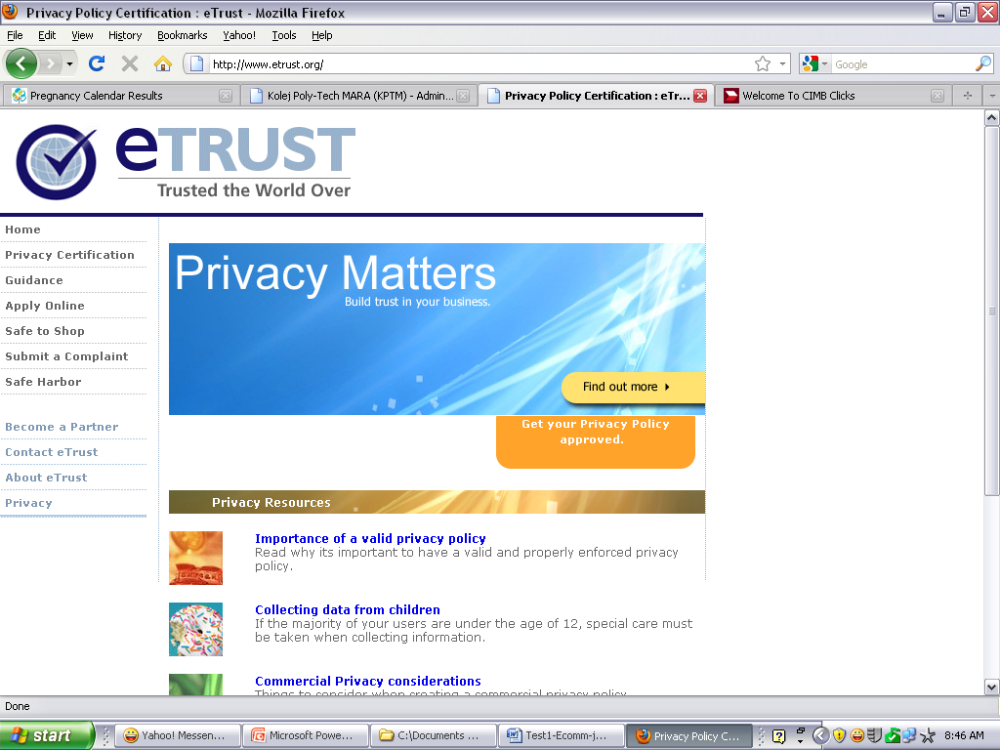 Privacy Policy Certification : eTrust - Mozilla Firefox
File Edit View History Bookmarks Yahoo! Tools Help
http://www.etrust.org/
Google
Pregnancy Calendar Results
Kolej Poly-Tech MARA (KPTM) - Admin...
Privacy Policy Certification : eTr...
Welcome To CIMB Clicks
eTRUST
Trusted the World Over
Home
Privacy Certification
Guidance
Apply Online
Safe to Shop
Submit a Complaint
Safe Harbor
Become a Partner
Contact eTrust
About eTrust
Privacy
Privacy Matters
Build trust in your business.
Find out more
Get your Privacy Policy
approved.
Privacy Resources
Importance of a valid privacy policy
Read why its important to have a valid and properly enforced privacy
policy.
Collecting data from children
If the majority of your users are under the age of 12, special care must
be taken when collecting information.
Commercial Privacy considerations
Things to consider when creating a commercial privacy policy
Done
start
Yahoo! Messen...
Microsoft Powe...
C:\Documents ...
Test1-Ecomm-j...
Privacy Policy C...
8:46 AM